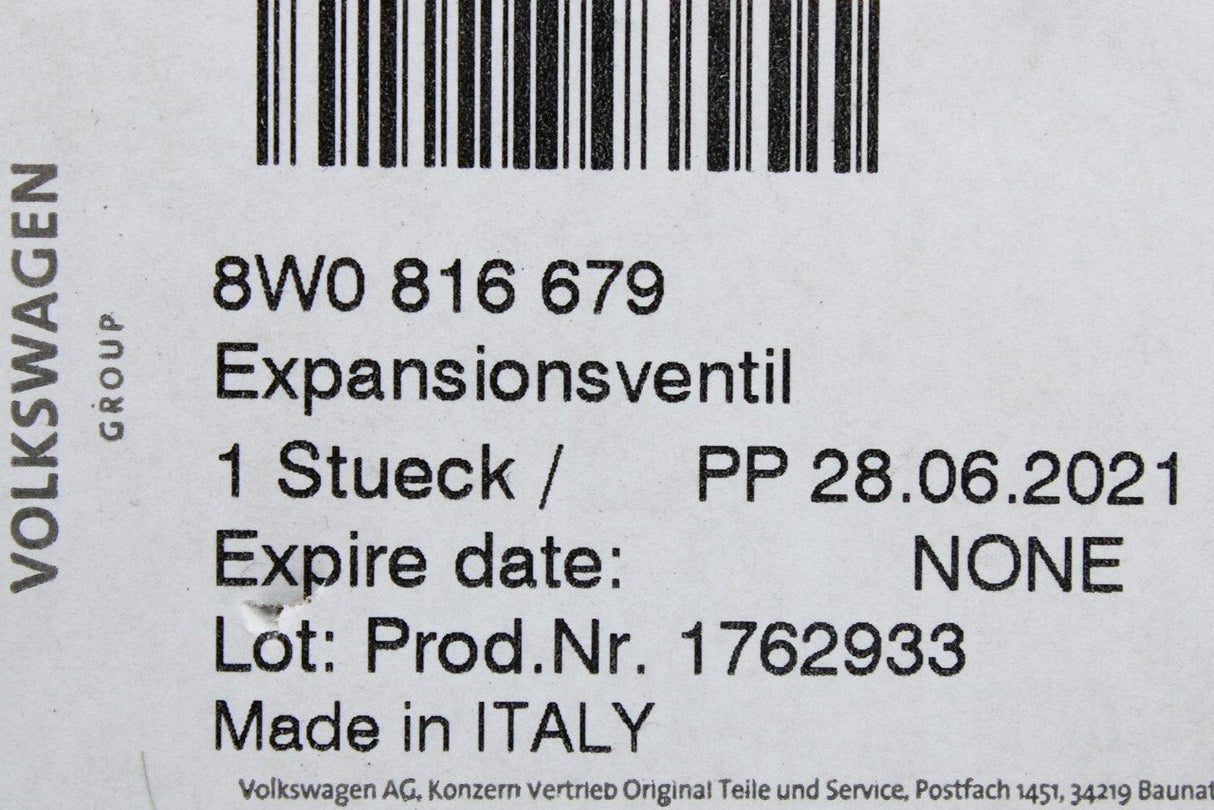 VOLKSWAGEN
GROUP
8W0 816 679
Expansionsventil
1 Stueck / PP 28.06.2021
Expire date: NONE
Lot: Prod.Nr. 1762933
Made in ITALY
Volkswagen AG, Konzern Vertrieb Original Teile und Service, Postfach 1451, 34219 Baunat